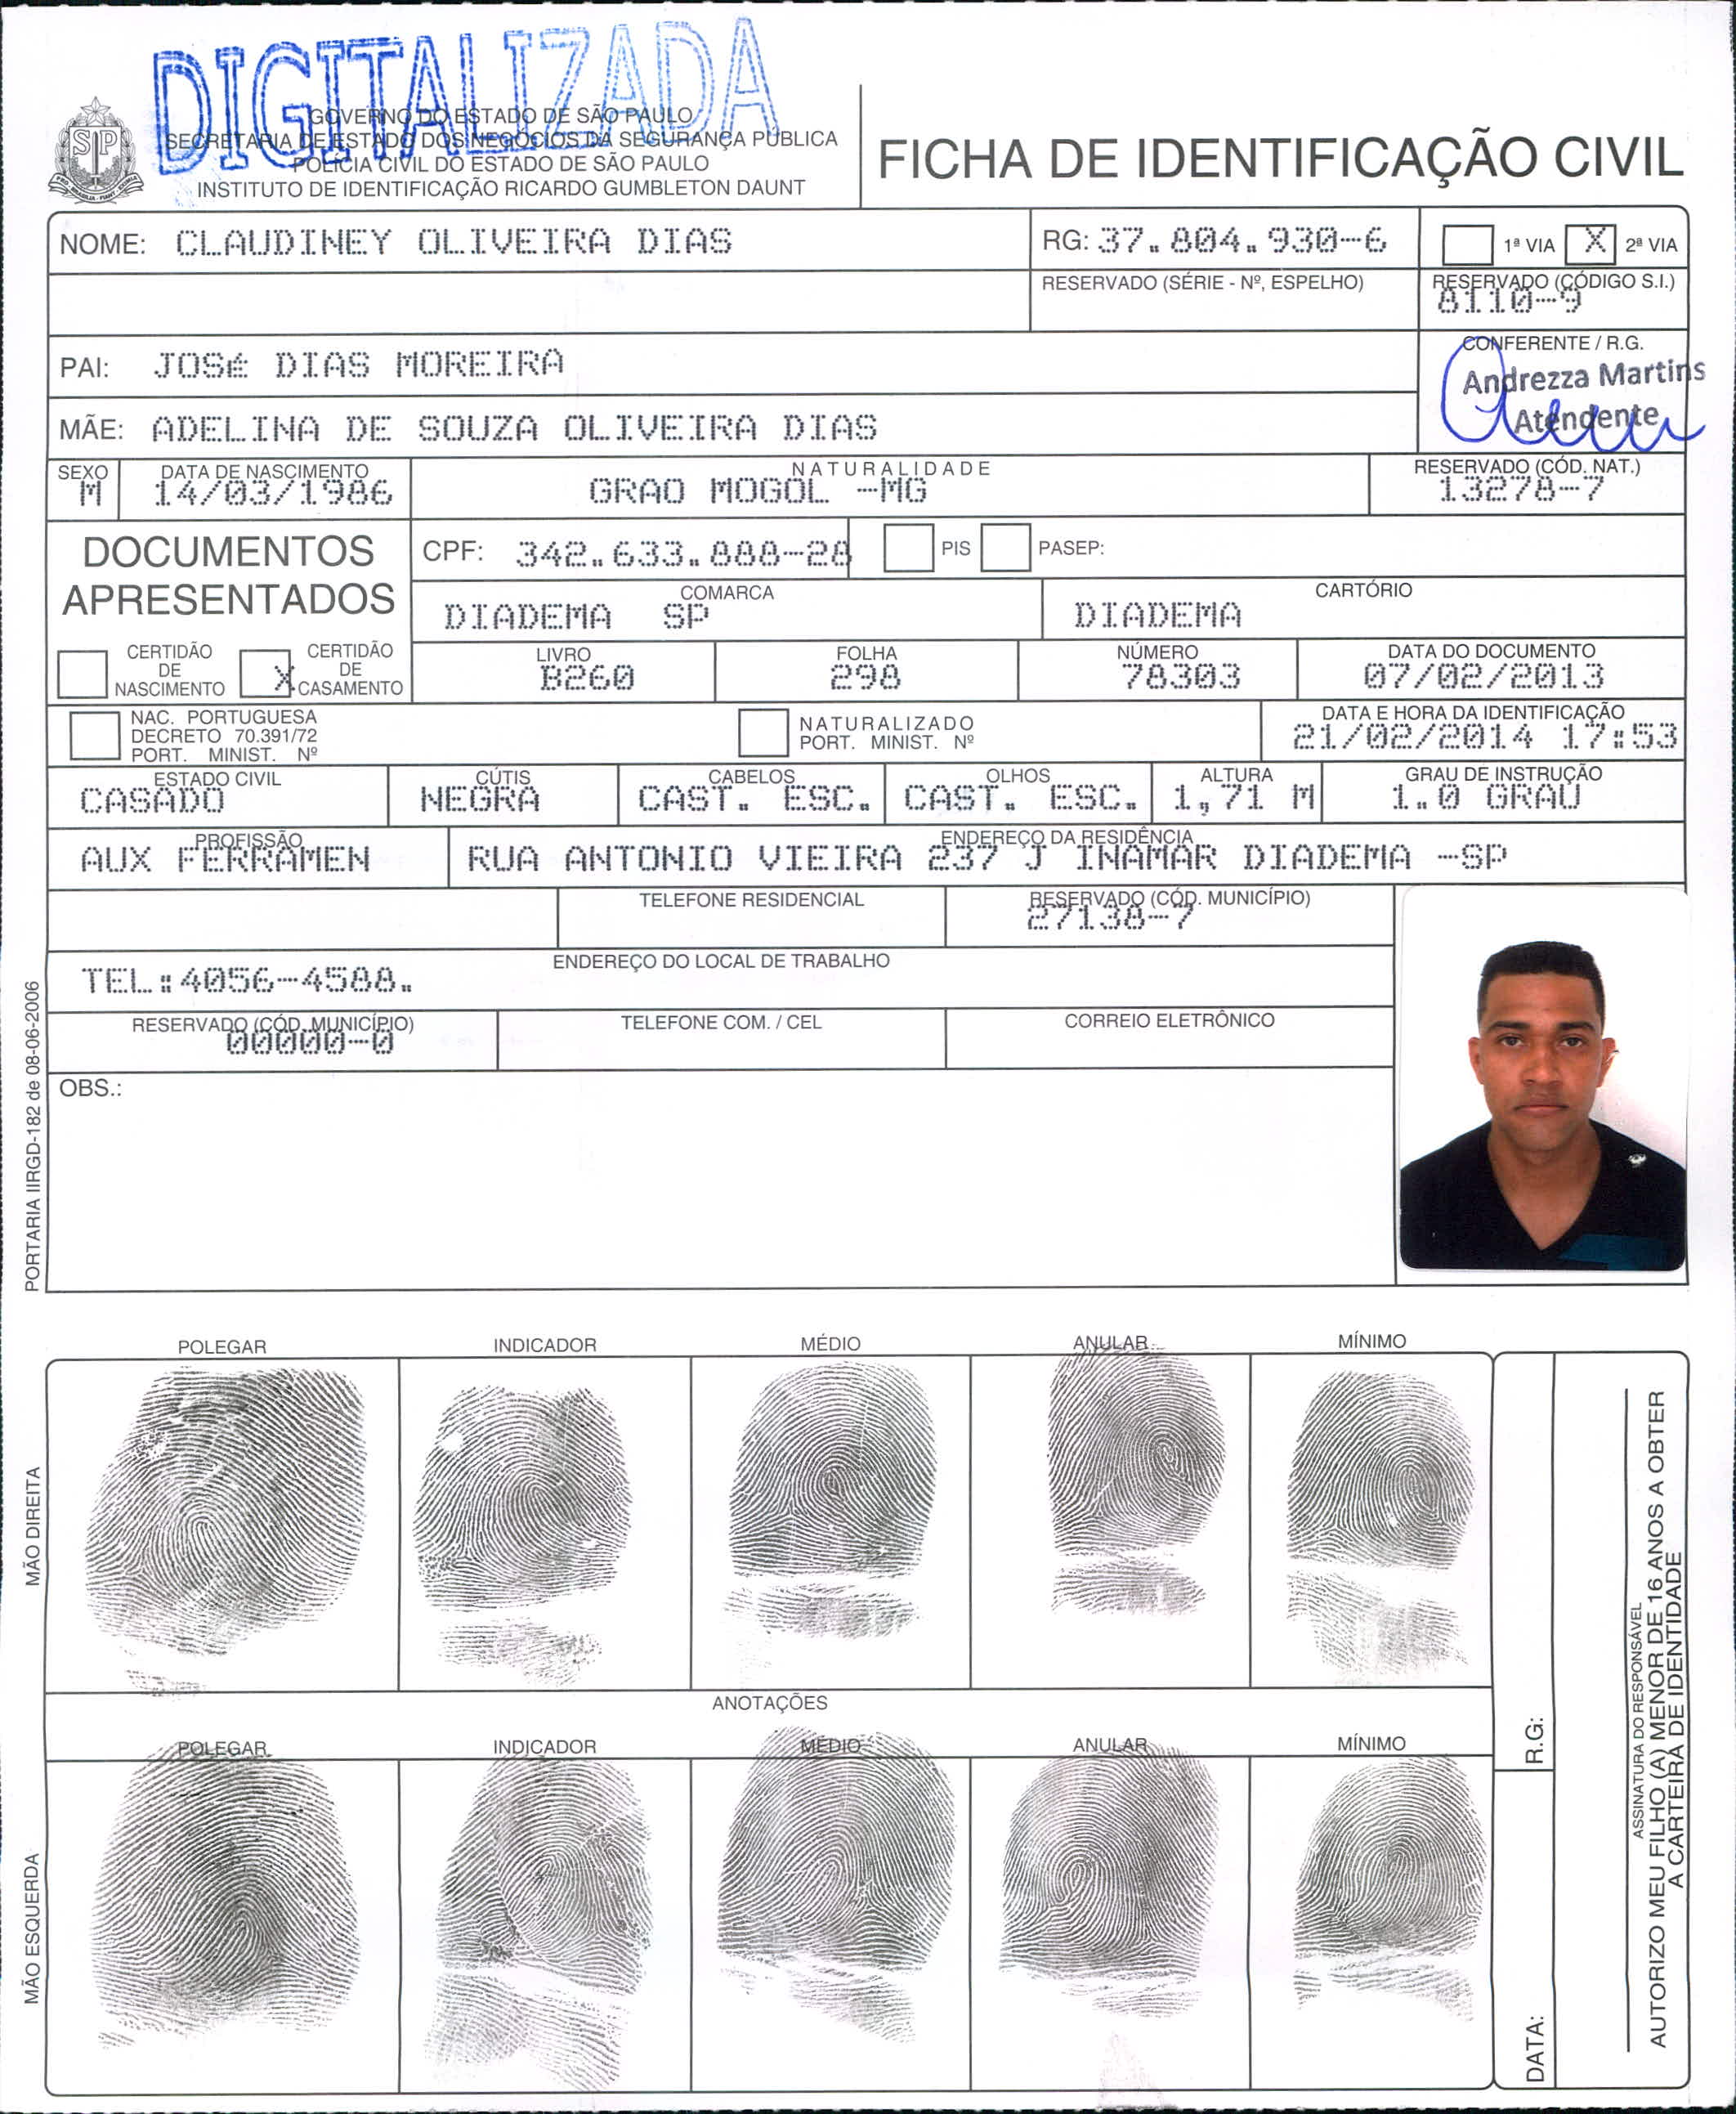 DIGITALIZADA
GOVERNO DO ESTADO DE SÃO PAULO
SECRETARIA DE ESTADO DOS NEGÓCIOS DA SEGURANÇA PÚBLICA
POLÍCIA CIVIL DO ESTADO DE SÃO PAULO
INSTITUTO DE IDENTIFICAÇÃO RICARDO GUMBLETON DAUNT
SP
FICHA DE IDENTIFICAÇÃO CIVIL
NOME: CLAUDINEY OLIVEIRA DIAS RG: 37.804.930-6 1ª VIA X 2ª VIA
RESERVADO (SÉRIE - Nº, ESPELHO) RESERVADO (CÓDIGO S.I.)
8110-9
PAI: JOSé DIAS MOREIRA CONFERENTE / R.G.
Andrezza Martins
Atendente
MÃE: ADELINA DE SOUZA OLIVEIRA DIAS
SEXO DATA DE NASCIMENTO NATURALIDADE RESERVADO (CÓD. NAT.)
M 14/03/1986 GRAO MOGOL -MG 13278-7
DOCUMENTOS APRESENTADOS
CPF: 342.633.888-28 PIS PASEP:
COMARCA CARTÓRIO
DIADEMA SP DIADEMA
CERTIDÃO DE NASCIMENTO X CERTIDÃO DE CASAMENTO
LIVRO FOLHA NÚMERO DATA DO DOCUMENTO
B260 298 78303 07/02/2013
NAC. PORTUGUESA
DECRETO 70.391/72
PORT. MINIST. Nº
NATURALIZADO
PORT. MINIST. Nº
DATA E HORA DA IDENTIFICAÇÃO
21/02/2014 17:53
ESTADO CIVIL CÚTIS CABELOS OLHOS ALTURA GRAU DE INSTRUÇÃO
CASADO NEGRA CAST. ESC. CAST. ESC. 1,71 M 1.0 GRAU
PROFISSÃO ENDEREÇO DA RESIDÊNCIA
AUX FERRAMEN RUA ANTONIO VIEIRA 237 J INAMAR DIADEMA -SP
TELEFONE RESIDENCIAL RESERVADO (CÓD. MUNICÍPIO)
27138-7
ENDEREÇO DO LOCAL DE TRABALHO
TEL:4056-4588.
RESERVADO (CÓD. MUNICÍPIO) TELEFONE COM. / CEL CORREIO ELETRÔNICO
00000-0
OBS.:
PORTARIA IIRGD-182 de 08-06-2006
POLEGAR INDICADOR MÉDIO ANULAR MÍNIMO
MÃO DIREITA
ANOTAÇÕES
POLEGAR INDICADOR MÉDIO ANULAR MÍNIMO
MÃO ESQUERDA
R.G.:
DATA:
ASSINATURA DO RESPONSÁVEL
AUTORIZO MEU FILHO (A) MENOR DE 16 ANOS A OBTER
A CARTEIRA DE IDENTIDADE